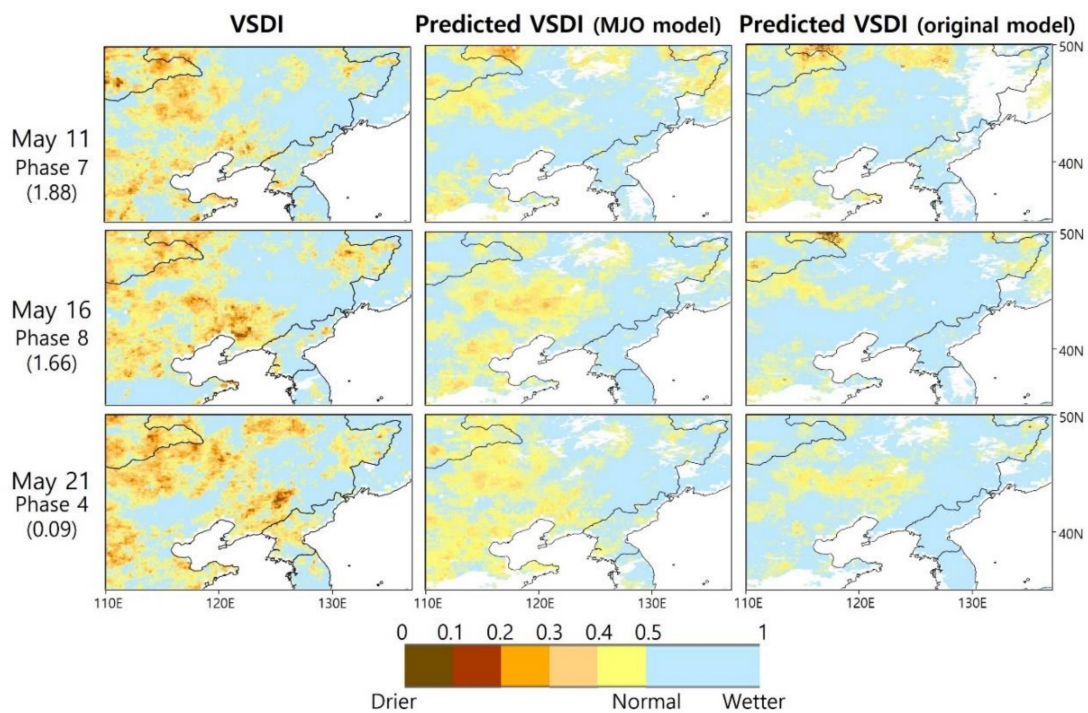 VSDI Predicted VSDI (MJO model) Predicted VSDI (original model)
50N
May 11
Phase 7
(1.88)
40N
50N
May 16
Phase 8
(1.66)
40N
50N
May 21
Phase 4
(0.09)
40N
110E 120E 130E 110E 120E 130E 110E 120E 130E
0 0.1 0.2 0.3 0.4 0.5 1
Drier Normal Wetter